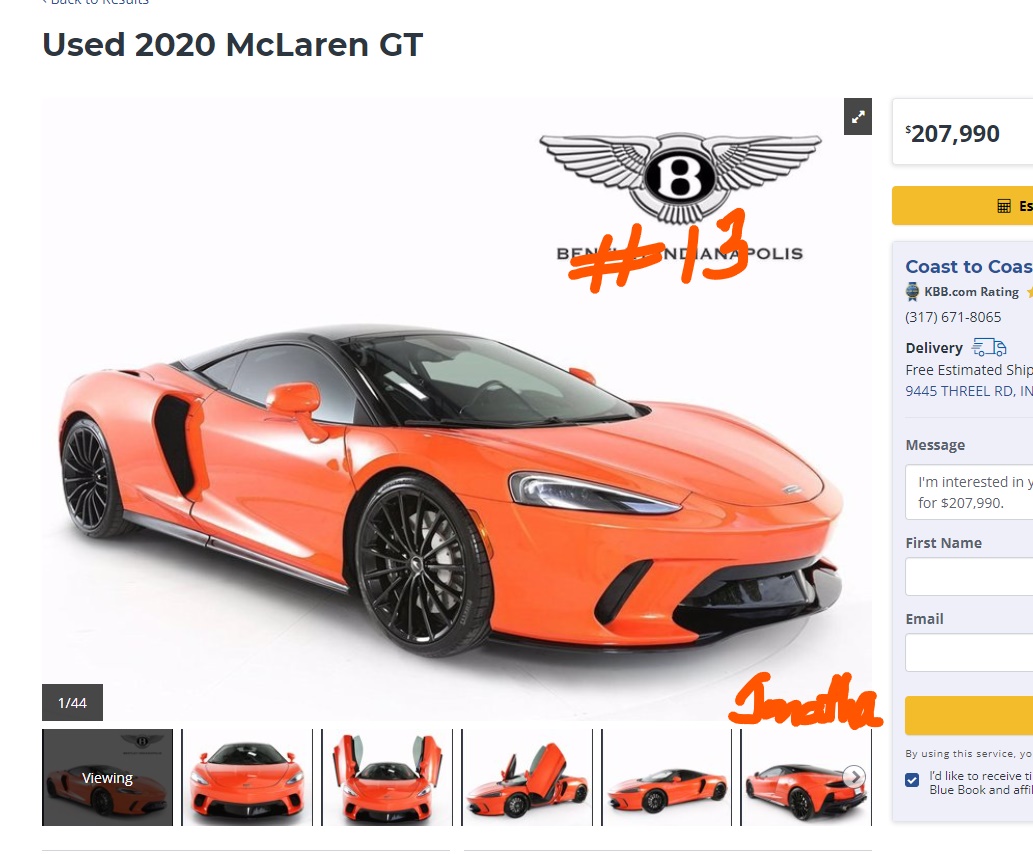 ‹ Back to Results
Used 2020 McLaren GT
B
BEN NDIANAPOLIS
#13
1/44
Viewing
$207,990
Es
Coast to Coas
KBB.com Rating
(317) 671-8065
Delivery
Free Estimated Ship
9445 THREEL RD, IN
Message
I'm interested in y
for $207,990.
First Name
Email
By using this service, yo
I'd like to receive ti
Blue Book and affil